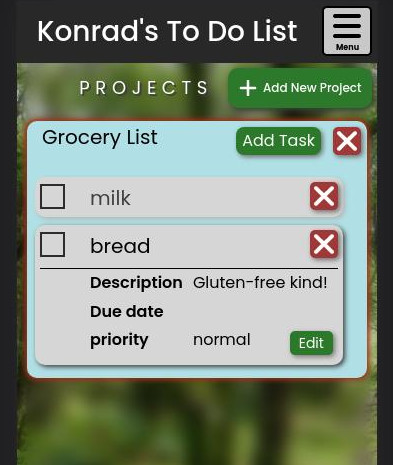 Konrad's To Do List
Menu
PROJECTS
Add New Project
Grocery List
Add Task
milk
bread
Description Gluten-free kind!
Due date
priority normal
Edit